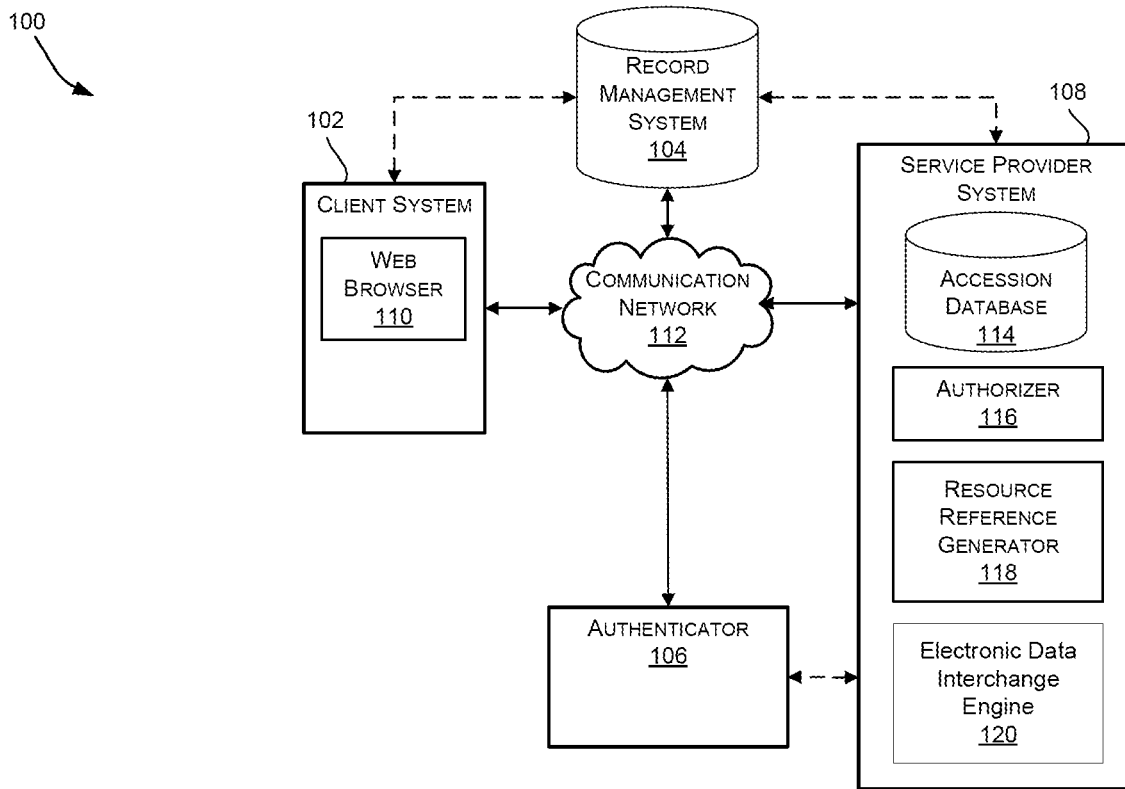 100
RECORD
MANAGEMENT
SYSTEM
104
102
CLIENT SYSTEM
WEB
BROWSER
110
COMMUNICATION
NETWORK
112
108
SERVICE PROVIDER
SYSTEM
ACCESSION
DATABASE
114
AUTHORIZER
116
RESOURCE
REFERENCE
GENERATOR
118
Electronic Data
Interchange
Engine
120
AUTHENTICATOR
106